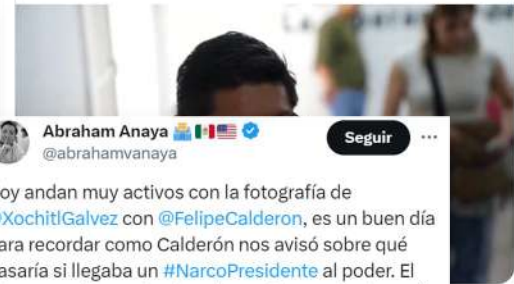 Abraham Anaya
Seguir
@abrahamvanaya
oy andan muy activos con la fotografía de
XochitlGalvez con @FelipeCalderon, es un buen día
ara recordar como Calderón nos avisó sobre qué
asaría si llegaba un #NarcoPresidente al poder. El